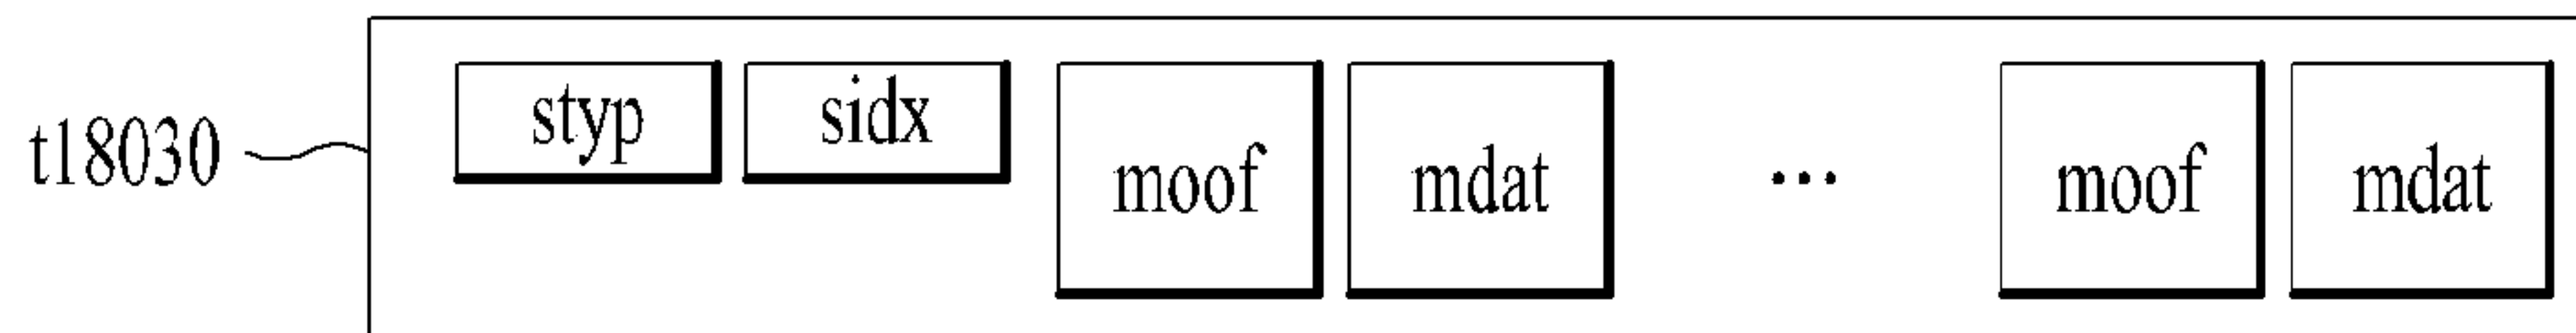 t18030 styp sidx moof mdat ... moof mdat